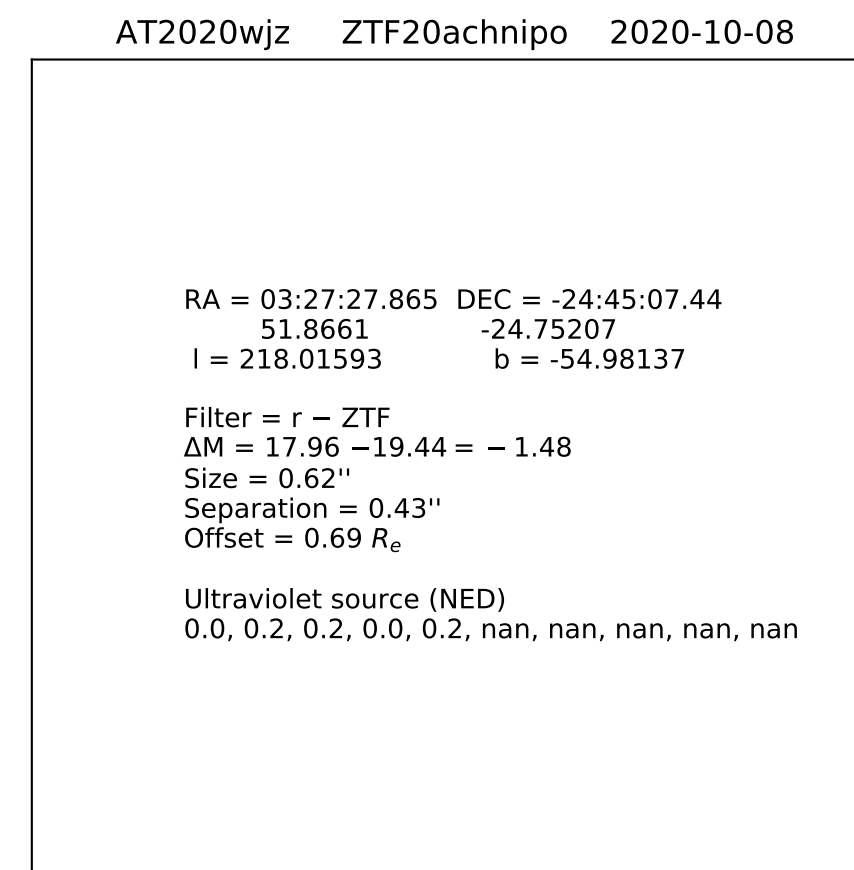 AT2020wjz ZTF20achnipo 2020-10-08
RA = 03:27:27.865 DEC = -24:45:07.44
51.8661 -24.75207
l = 218.01593 b = -54.98137
Filter = r − ZTF
ΔM = 17.96 −19.44 = − 1.48
Size = 0.62''
Separation = 0.43''
Offset = 0.69 Re
Ultraviolet source (NED)
0.0, 0.2, 0.2, 0.0, 0.2, nan, nan, nan, nan, nan